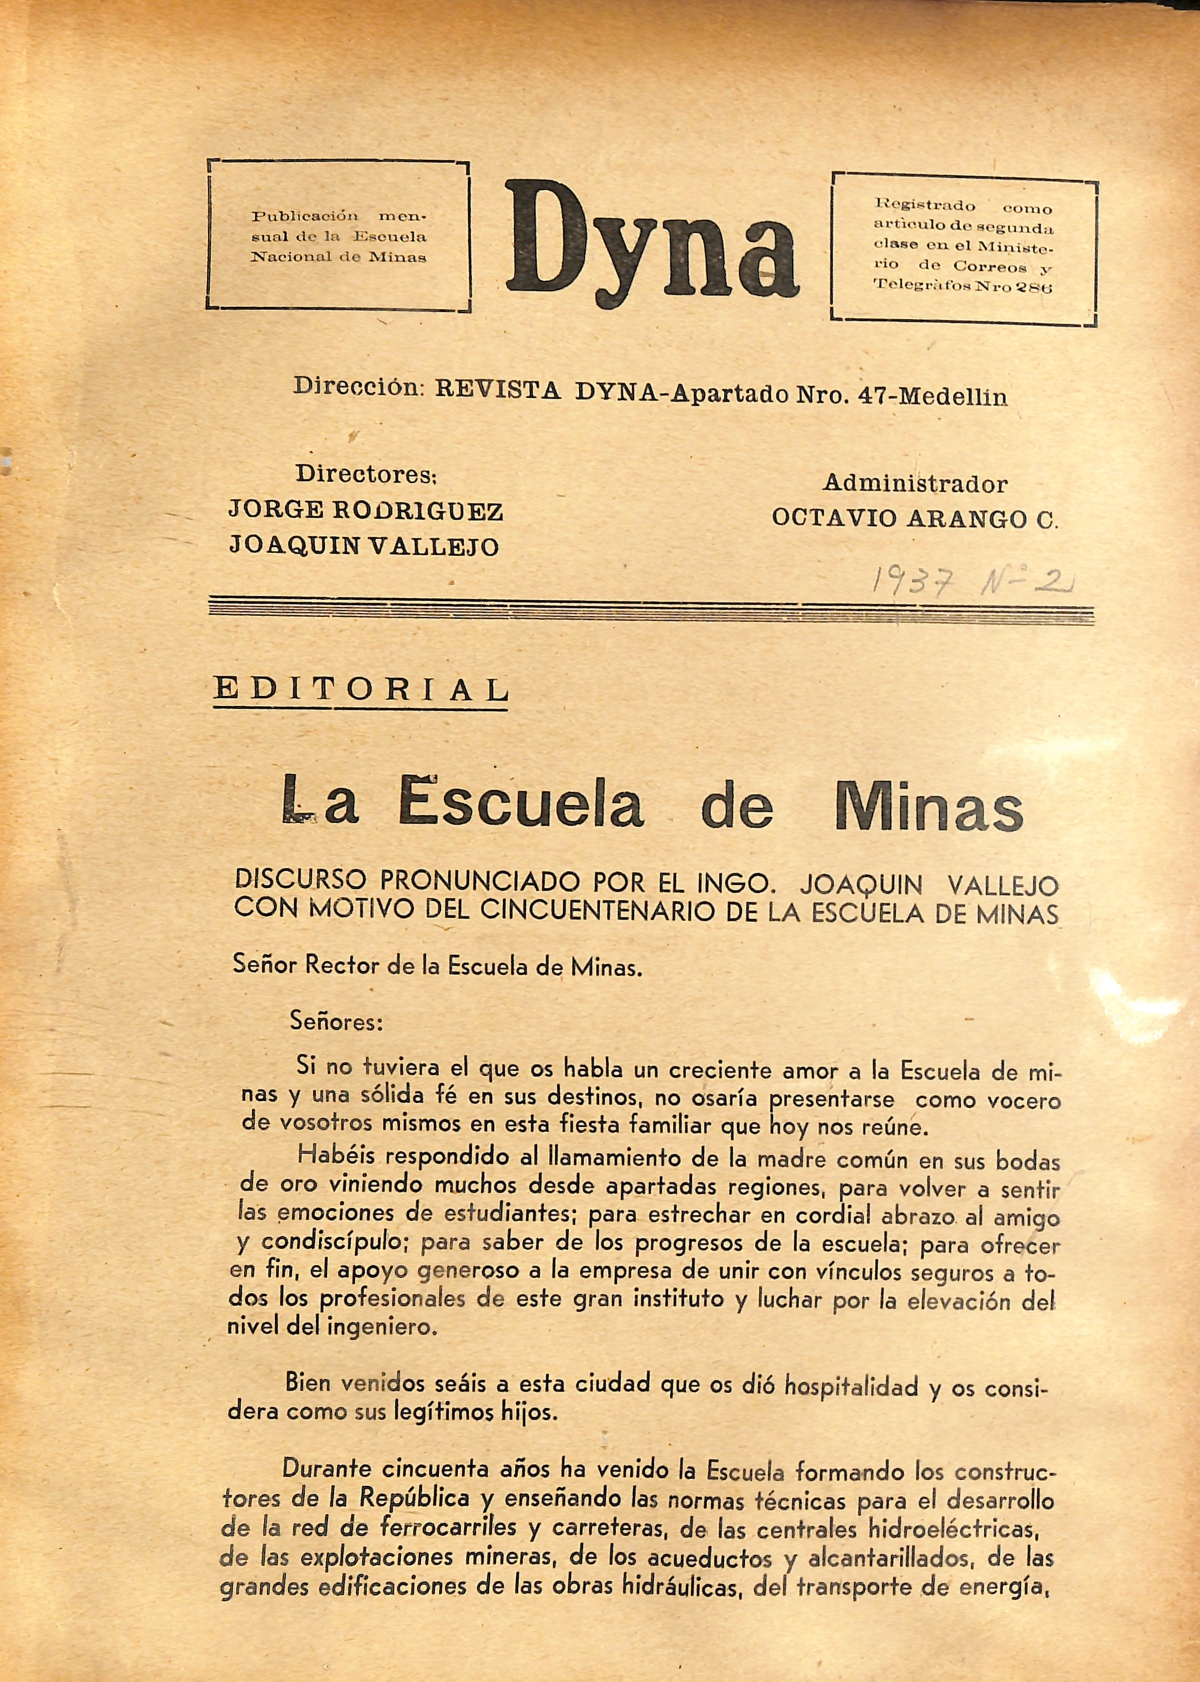 Publicación men-
sual de la Escuela
Nacional de Minas
Dyna
Registrado como
artìculo de segunda
clase en el Ministe-
rio de Correos y
Telegràfos Nro 286
Dirección: REVISTA DYNA-Apartado Nro. 47-Medellín
Directores:
JORGE RODR1GUEZ
JOAQUIN VALLEJO
Administrador
OCTAVIO ARANGO C.
1937 Nº 2
EDITORIAL
La Escuela de Minas
DISCURSO PRONUNCIADO POR EL INGO. JOAQUIN VALLEJO
CON MOTIVO DEL CINCUENTENARIO DE LA ESCUELA DE MINAS
Señor Rector de la Escuela de Minas.
Señores:
Si no tuviera el que os habla un creciente amor a la Escuela de mi-
nas y una sólida fé en sus destinos, no osaría presentarse como vocero
de vosotros mismos en esta fiesta familiar que hoy nos reúne.
Habéis respondido al llamamiento de la madre común en sus bodas
de oro viniendo muchos desde apartadas regiones, para volver a sentir
las emociones de estudiantes; para estrechar en cordial abrazo al amigo
y condiscípulo; para saber de los progresos de la escuela; para ofrecer
en fin, el apoyo generoso a la empresa de unir con vínculos seguros a to-
dos los profesionales de este gran instituto y luchar por la elevación del
nivel del ingeniero.
Bien venidos seáis a esta ciudad que os dió hospitalidad y os consi-
dera como sus legítimos hijos.
Durante cincuenta años ha venido la Escuela formando los construc-
tores de la República y enseñando las normas técnicas para el desarrollo
de la red de ferrocarriles y carreteras, de las centrales hidroeléctricas,
de las explotaciones mineras, de los acueductos y alcantarillados, de las
grandes edificaciones de las obras hidráulicas, del transporte de energía,